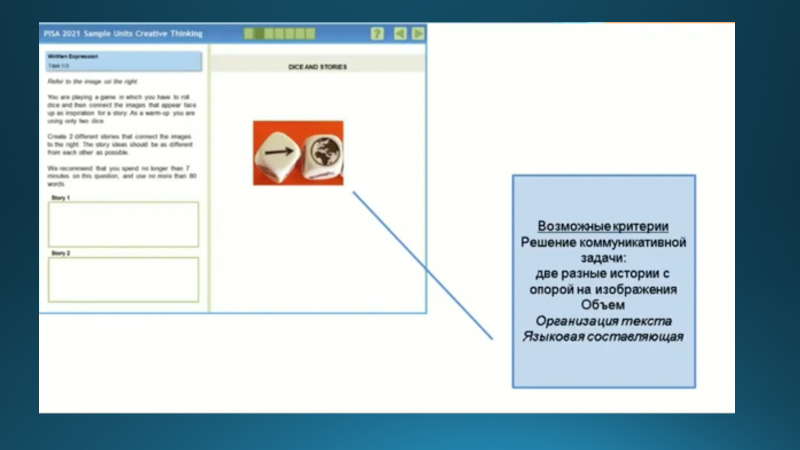 PISA 2021 Sample Units Creative Thinking
?
Written Expression
DICE AND STORIES
Refer to the image on the right.
You are playing a game in which you have to roll
dice and then connect the images that appear face
up as inspiration for a story. As a warm-up you are
using only two dice.
Create 2 different stories that connect the images
to the right. The story ideas should be as different
from each other as possible.
We recommend that you spend no longer than 7
minutes on this question, and use no more than 80
words.
Story 1
Story 2
Возможные критерии
Решение коммуникативной
задачи:
две разные истории с
опорой на изображения
Объем
Организация текста
Языковая составляющая